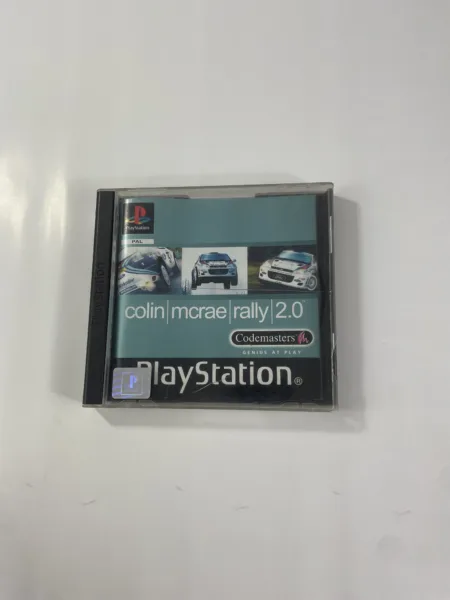 PlayStation
PAL
colin|mcrae|rally|2.0
Codemasters
GENIUS AT PLAY
PlayStation®